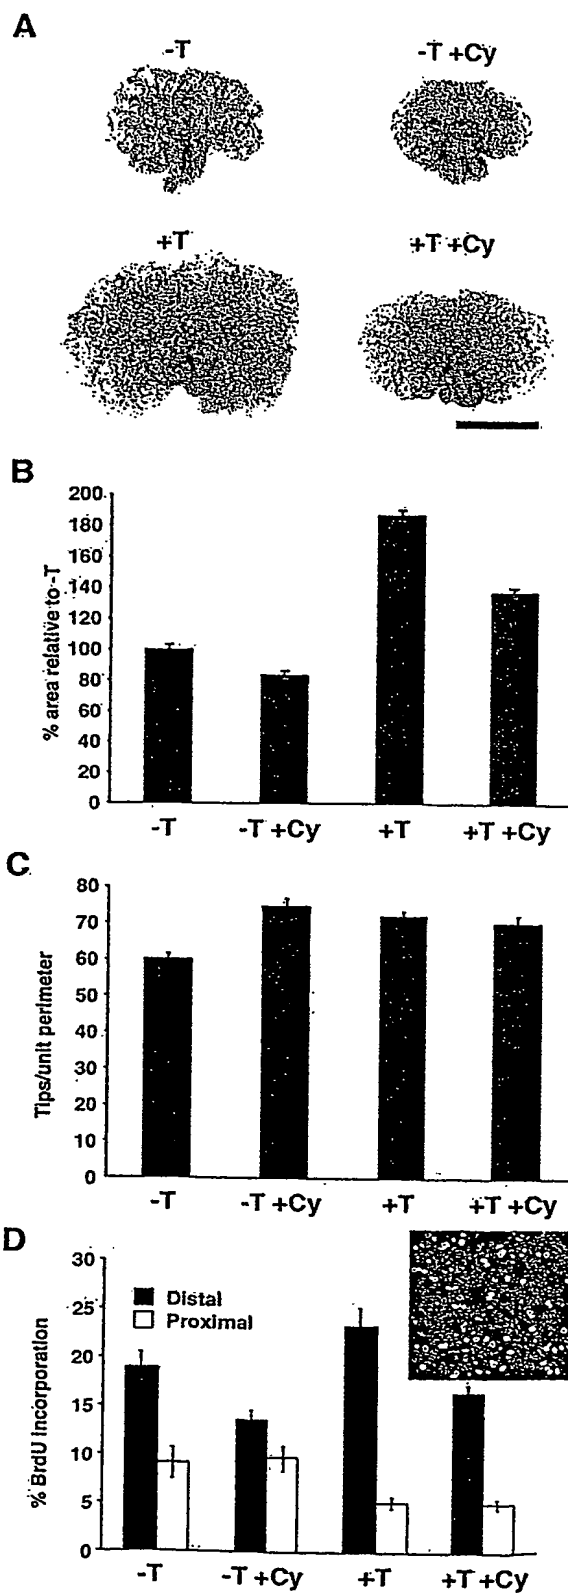 A
-T
-T +Cy
+T
+T +Cy
B
% area relative to -T
200
180
160
140
120
100
80
60
40
20
0
-T
-T +Cy
+T
+T +Cy
C
Tips/unit perimeter
80
70
60
50
40
30
20
10
0
-T
-T +Cy
+T
+T +Cy
D
% BrdU incorporation
30
25
20
15
10
5
0
Distal
Proximal
-T
-T +Cy
+T
+T +Cy